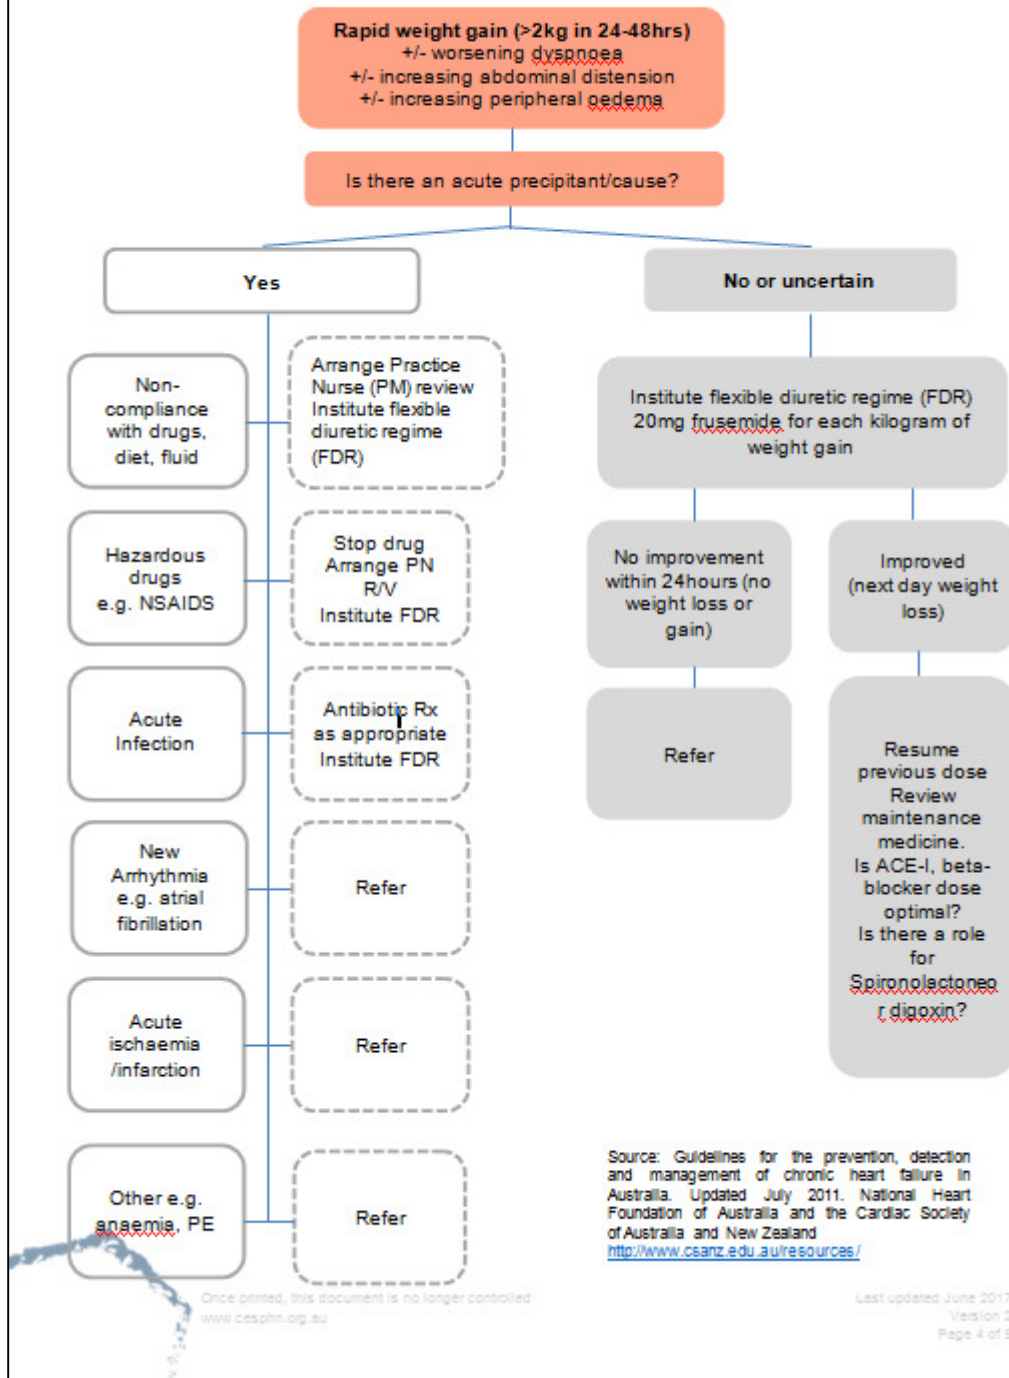 Rapid weight gain (>2kg in 24-48hrs)
+/- worsening dyspnoea
+/- increasing abdominal distension
+/- increasing peripheral oedema
Is there an acute precipitant/cause?
Yes
No or uncertain
Non-
compliance
with drugs,
diet, fluid
Arrange Practice
Nurse (PM) review
Institute flexible
diuretic regime
(FDR)
Hazardous
drugs
e.g. NSAIDS
Stop drug
Arrange PN
R/V
Institute FDR
Acute
Infection
Antibiotic Rx
as appropriate
Institute FDR
New
Arrhythmia
e.g. atrial
fibrillation
Refer
Acute
ischaemia
/infarction
Refer
Other e.g.
anaemia, PE
Refer
Institute flexible diuretic regime (FDR)
20mg frusemide for each kilogram of
weight gain
No improvement
within 24hours (no
weight loss or
gain)
Refer
Improved
(next day weight
loss)
Resume
previous dose
Review
maintenance
medicine.
Is ACE-I, beta-
blocker dose
optimal?
Is there a role
for
Spironolactoneo
r digoxin?
Source: Guidelines for the prevention, detection
and management of chronic heart failure in
Australia. Updated July 2011. National Heart
Foundation of Australia and the Cardiac Society
of Australia and New Zealand
http://www.csanz.edu.au/resources/
Once printed, this document is no longer controlled
www.cesphn.org.au
Last updated June 2017
Version 2
Page 4 of